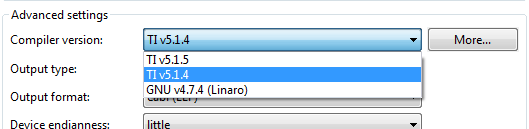 Advanced settings
Compiler version:
TI v5.1.4
More...
TI v5.1.5
Output type:
TI v5.1.4
GNU v4.7.4 (Linaro)
Output format:
Device endianness:
little